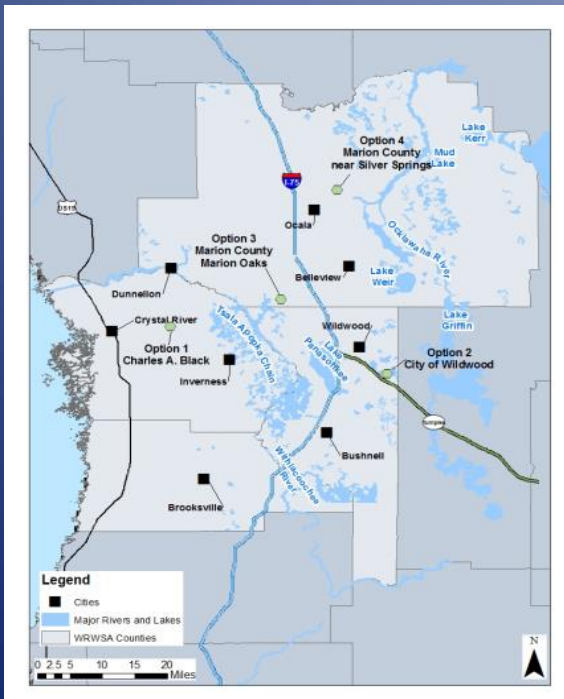 Lake
Kerr
Option 4
Marion County
near Silver Springs
Mud
Lake
I-75
US19
Ocala
Ocklawaha River
Option 3
Marion County
Marion Oaks
Belleview
Lake
Weir
Dunnellon
Lake
Griffin
Crystal River
Tsala Apopka Chain
Wildwood
Lake
Panasoffkee
Option 1
Charles A. Black
Inverness
Option 2
City of Wildwood
Turnpike
Bushnell
Withlacoochee
River
Brooksville
Legend
Cities
Major Rivers and Lakes
WRWSA Counties
0 2.5 5 10 15 20
Miles
N